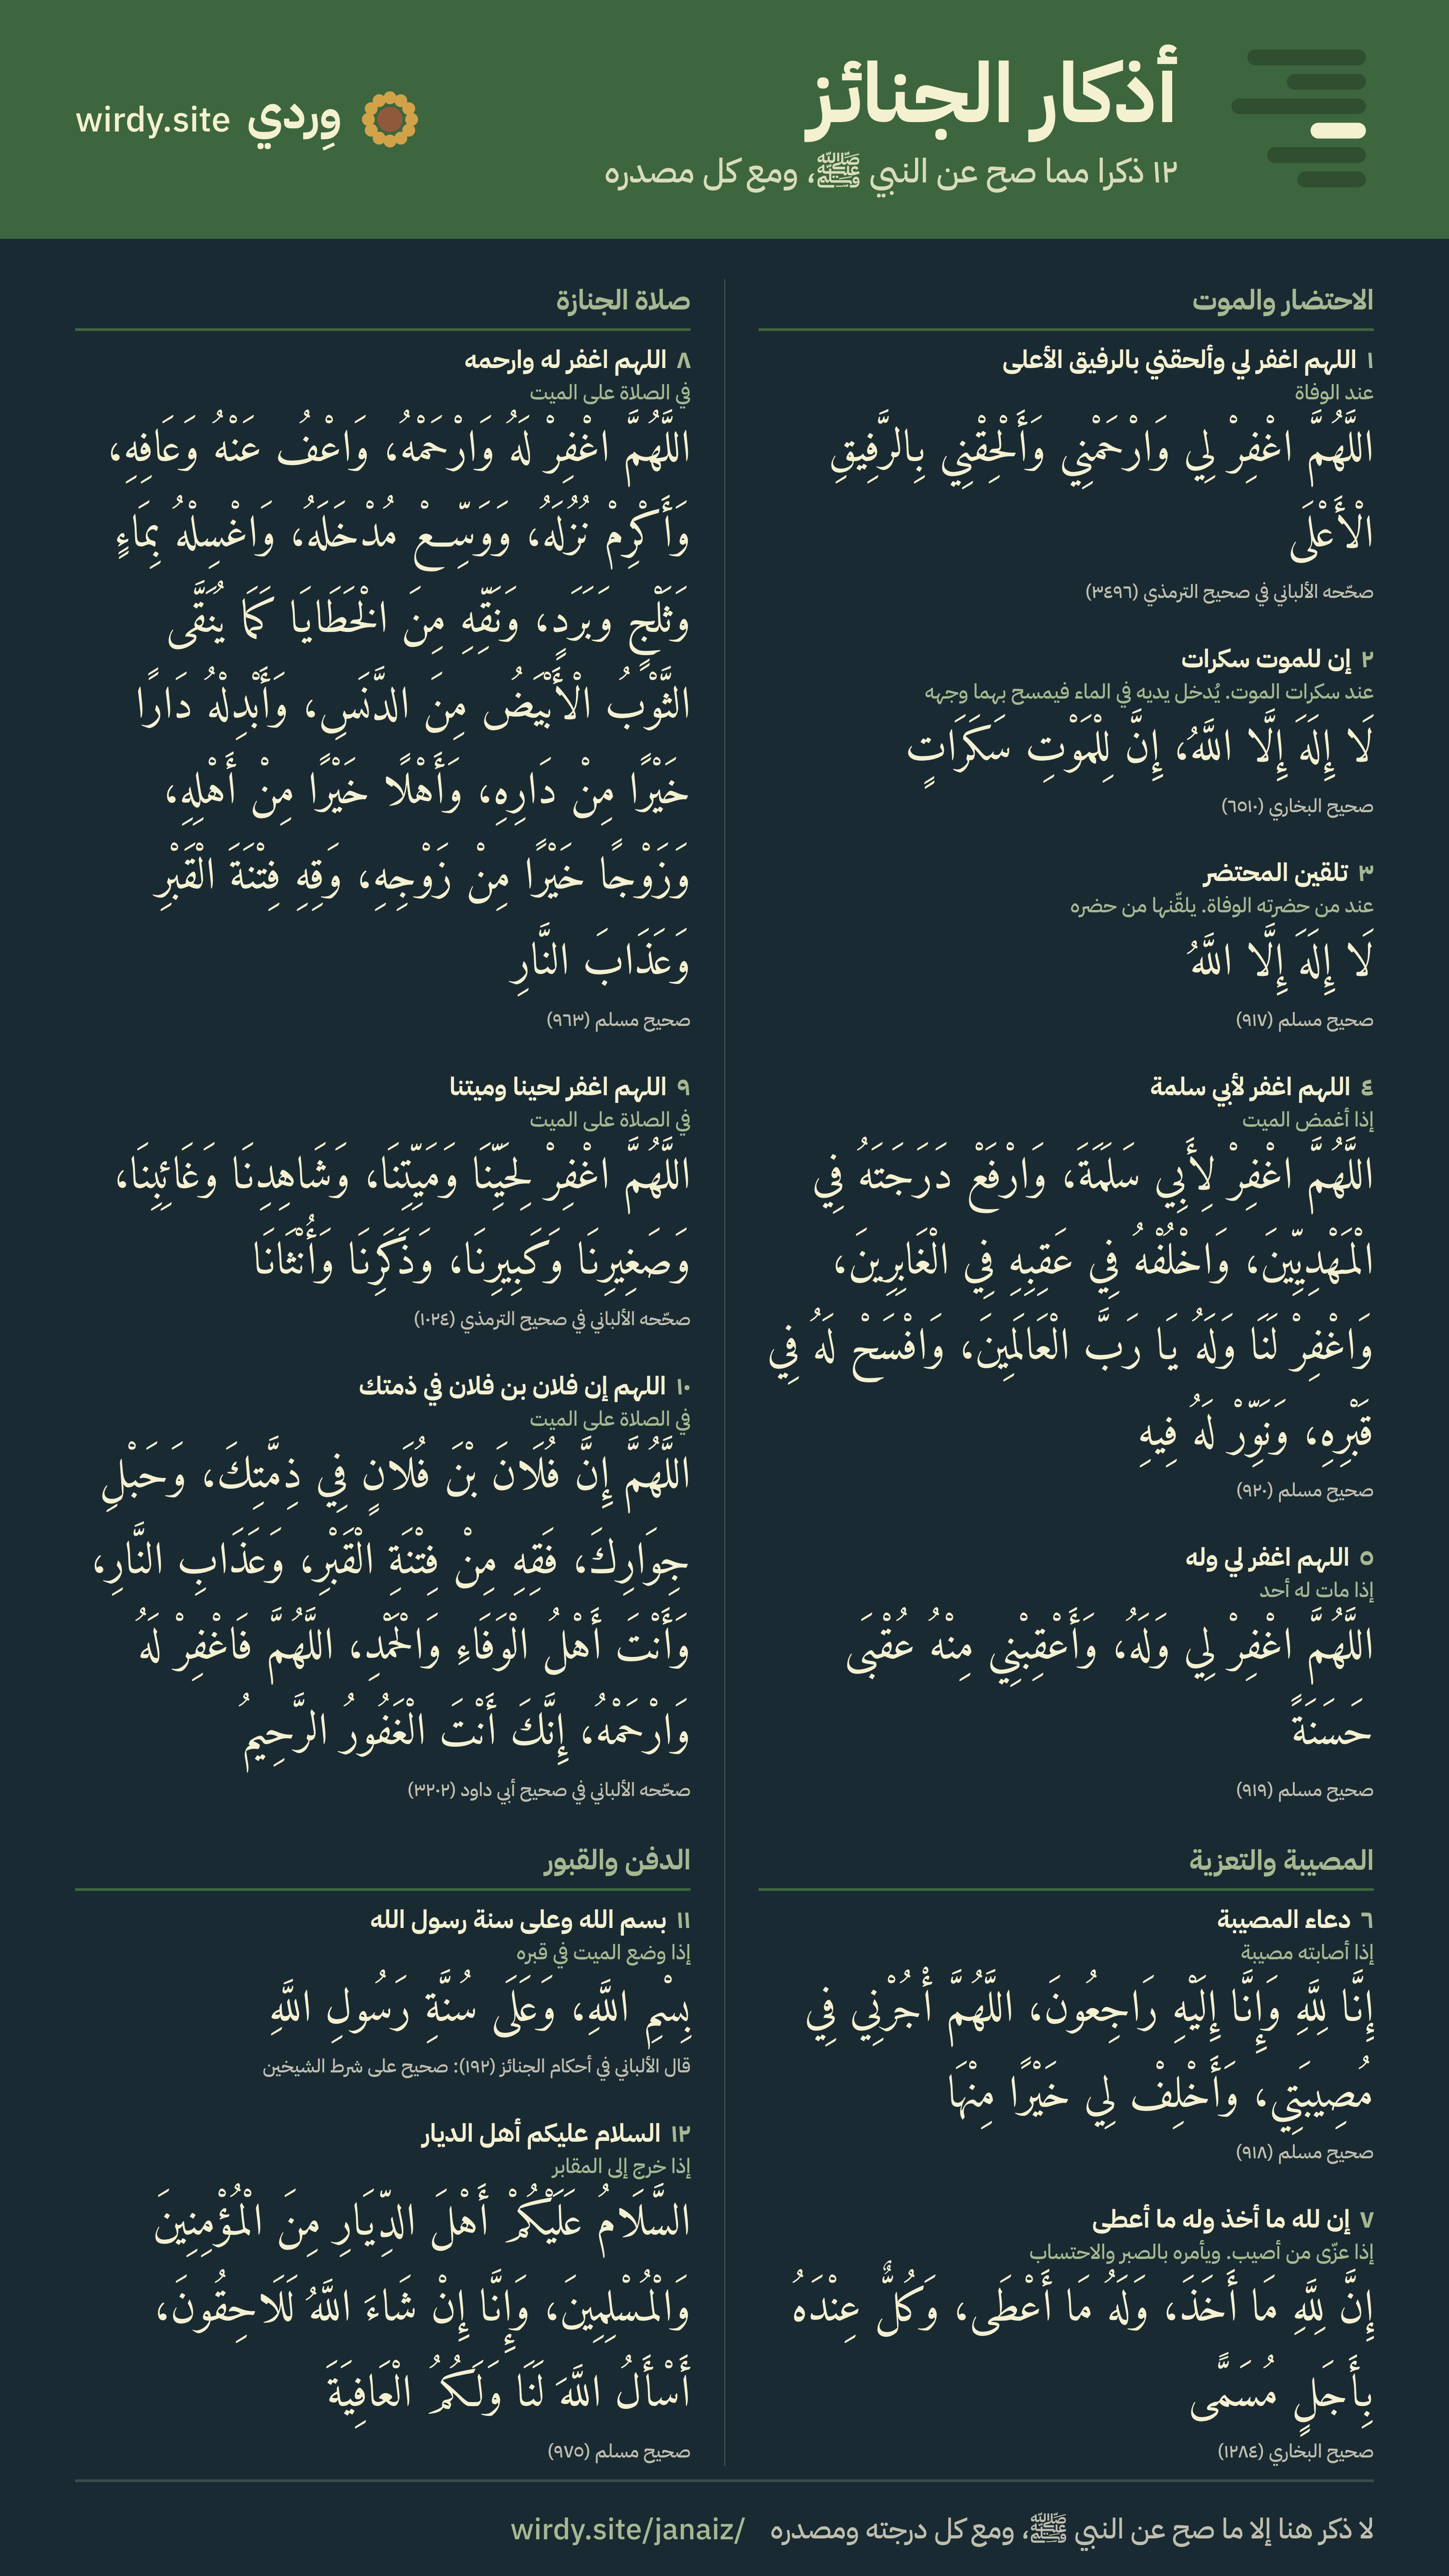 أذكار الجنائز
١٢ ذكرا مما صح عن النبي ﷺ، ومع كل مصدره
وِردي wirdy.site
الاحتضار والموت
١ اللهم اغفر لي وألحقني بالرفيق الأعلى
عند الوفاة
اللَّهُمَّ اغْفِرْ لِي وَارْحَمْنِي وَأَلْحِقْنِي بِالرَّفِيقِ
الْأَعْلَى
صحّحه الألباني في صحيح الترمذي (٣٤٩٦)
٢ إن للموت سكرات
عند سكرات الموت. يُدخل يديه في الماء فيمسح بهما وجهه
لَا إِلَهَ إِلَّا اللَّهُ، إِنَّ لِلْمَوْتِ سَكَرَاتٍ
صحيح البخاري (٦٥١٠)
٣ تلقين المحتضر
عند من حضرته الوفاة. يلقّنها من حضره
لَا إِلَهَ إِلَّا اللَّهُ
صحيح مسلم (٩١٧)
٤ اللهم اغفر لأبي سلمة
إذا أغمض الميت
اللَّهُمَّ اغْفِرْ لِأَبِي سَلَمَةَ، وَارْفَعْ دَرَجَتَهُ فِي
الْمَهْدِيِّينَ، وَاخْلُفْهُ فِي عَقِبِهِ فِي الْغَابِرِينَ،
وَاغْفِرْ لَنَا وَلَهُ يَا رَبَّ الْعَالَمِينَ، وَافْسَحْ لَهُ فِي
قَبْرِهِ، وَنَوِّرْ لَهُ فِيهِ
صحيح مسلم (٩٢٠)
٥ اللهم اغفر لي وله
إذا مات له أحد
اللَّهُمَّ اغْفِرْ لِي وَلَهُ، وَأَعْقِبْنِي مِنْهُ عُقْبَى
حَسَنَةً
صحيح مسلم (٩١٩)
المصيبة والتعزية
٦ دعاء المصيبة
إذا أصابته مصيبة
إِنَّا لِلَّهِ وَإِنَّا إِلَيْهِ رَاجِعُونَ، اللَّهُمَّ أْجُرْنِي فِي
مُصِيبَتِي، وَأَخْلِفْ لِي خَيْرًا مِنْهَا
صحيح مسلم (٩١٨)
٧ إن لله ما أخذ وله ما أعطى
إذا عزّى من أصيب. ويأمره بالصبر والاحتساب
إِنَّ لِلَّهِ مَا أَخَذَ، وَلَهُ مَا أَعْطَى، وَكُلٌّ عِنْدَهُ
بِأَجَلٍ مُسَمًّى
صحيح البخاري (١٢٨٤)
صلاة الجنازة
٨ اللهم اغفر له وارحمه
في الصلاة على الميت
اللَّهُمَّ اغْفِرْ لَهُ وَارْحَمْهُ، وَاعْفُ عَنْهُ وَعَافِهِ،
وَأَكْرِمْ نُزُلَهُ، وَوَسِّعْ مُدْخَلَهُ، وَاغْسِلْهُ بِمَاءٍ
وَثَلْجٍ وَبَرَدٍ، وَنَقِّهِ مِنَ الْخَطَايَا كَمَا يُنَقَّى
الثَّوْبُ الْأَبْيَضُ مِنَ الدَّنَسِ، وَأَبْدِلْهُ دَارًا
خَيْرًا مِنْ دَارِهِ، وَأَهْلًا خَيْرًا مِنْ أَهْلِهِ،
وَزَوْجًا خَيْرًا مِنْ زَوْجِهِ، وَقِهِ فِتْنَةَ الْقَبْرِ
وَعَذَابَ النَّارِ
صحيح مسلم (٩٦٣)
٩ اللهم اغفر لحينا وميتنا
في الصلاة على الميت
اللَّهُمَّ اغْفِرْ لِحَيِّنَا وَمَيِّتِنَا، وَشَاهِدِنَا وَغَائِبِنَا،
وَصَغِيرِنَا وَكَبِيرِنَا، وَذَكَرِنَا وَأُنْثَانَا
صحّحه الألباني في صحيح الترمذي (١٠٢٤)
١٠ اللهم إن فلان بن فلان في ذمتك
في الصلاة على الميت
اللَّهُمَّ إِنَّ فُلَانَ بْنَ فُلَانٍ فِي ذِمَّتِكَ، وَحَبْلِ
جِوَارِكَ، فَقِهِ مِنْ فِتْنَةِ الْقَبْرِ، وَعَذَابِ النَّارِ،
وَأَنْتَ أَهْلُ الْوَفَاءِ وَالْحَمْدِ، اللَّهُمَّ فَاغْفِرْ لَهُ
وَارْحَمْهُ، إِنَّكَ أَنْتَ الْغَفُورُ الرَّحِيمُ
صحّحه الألباني في صحيح أبي داود (٣٢٠٢)
الدفن والقبور
١١ بسم الله وعلى سنة رسول الله
إذا وضع الميت في قبره
بِسْمِ اللَّهِ، وَعَلَى سُنَّةِ رَسُولِ اللَّهِ
قال الألباني في أحكام الجنائز (١٩٢): صحيح على شرط الشيخين
١٢ السلام عليكم أهل الديار
إذا خرج إلى المقابر
السَّلَامُ عَلَيْكُمْ أَهْلَ الدِّيَارِ مِنَ الْمُؤْمِنِينَ
وَالْمُسْلِمِينَ، وَإِنَّا إِنْ شَاءَ اللَّهُ لَلَاحِقُونَ،
أَسْأَلُ اللَّهَ لَنَا وَلَكُمُ الْعَافِيَةَ
صحيح مسلم (٩٧٥)
لا ذكر هنا إلا ما صح عن النبي ﷺ، ومع كل درجته ومصدره wirdy.site/janaiz/